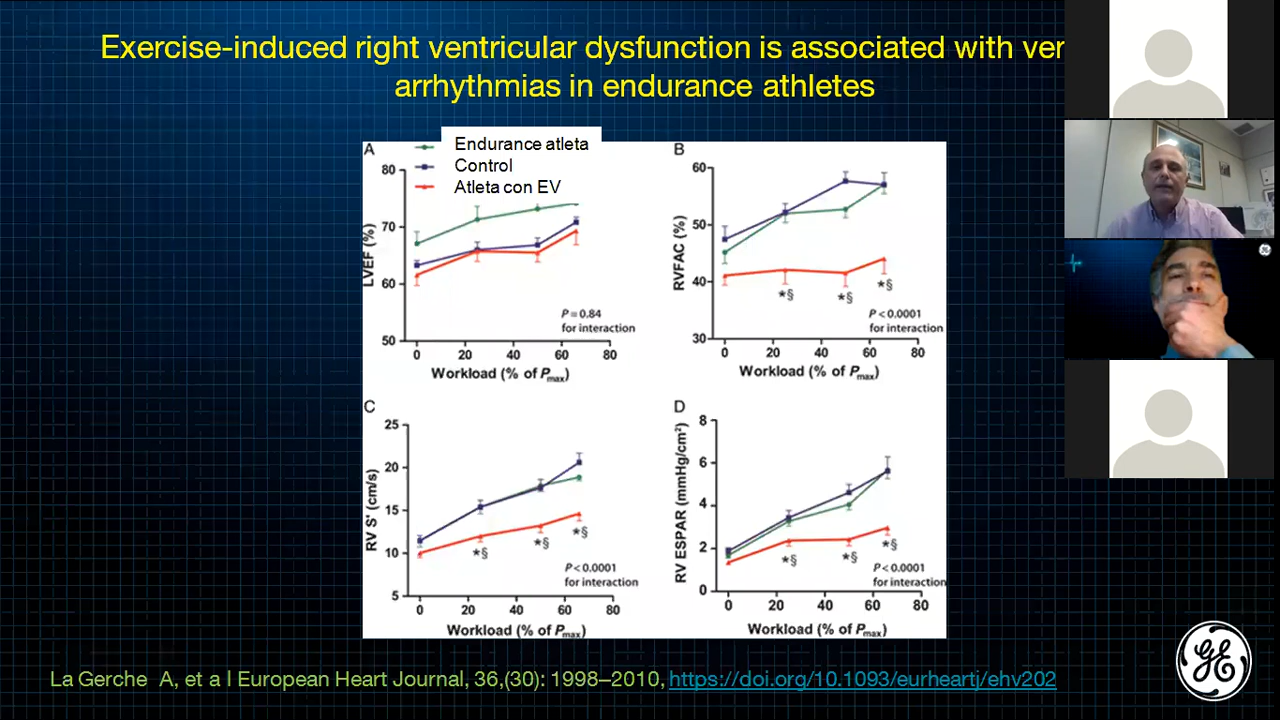 Exercise-induced right ventricular dysfunction is associated with ver
arrhythmias in endurance athletes
A
Endurance atleta
Control
Atleta con EV
80
70
60
50
LVEF (%)
P = 0.84
for interaction
0 20 40 60 80
Workload (% of Pmax)
B
60
50
40
30
RVFAC (%)
*§ *§ *§
P < 0.0001
for interaction
0 20 40 60 80
Workload (% of Pmax)
C
25
20
15
10
5
RV S' (cm/s)
*§ *§ *§
P < 0.0001
for interaction
0 20 40 60 80
Workload (% of Pmax)
D
8
6
4
2
0
RV ESPAR (mmHg/cm²)
*§ *§ *§
P < 0.0001
for interaction
0 20 40 60 80
Workload (% of Pmax)
La Gerche A, et a l European Heart Journal, 36,(30): 1998–2010, https://doi.org/10.1093/eurheartj/ehv202
GE